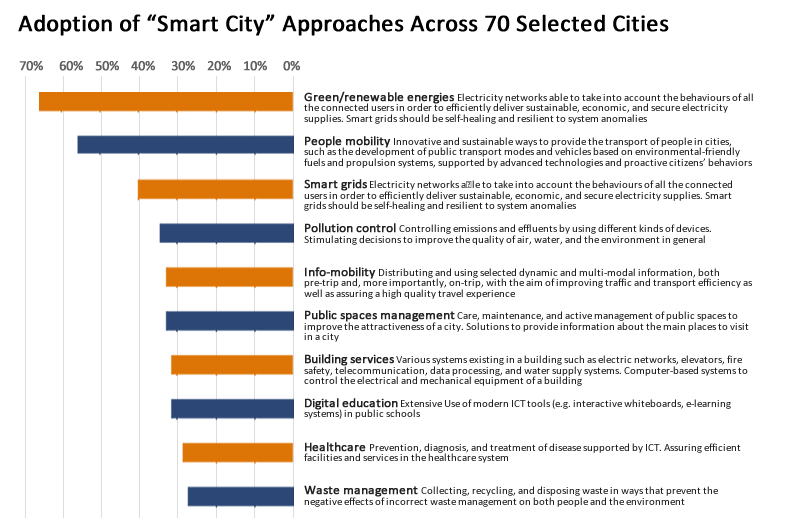 Adoption of “Smart City” Approaches Across 70 Selected Cities
70% 60% 50% 40% 30% 20% 10% 0%
Green/renewable energies Electricity networks able to take into account the behaviours of all
the connected users in order to efficiently deliver sustainable, economic, and secure electricity
supplies. Smart grids should be self-healing and resilient to system anomalies
People mobility Innovative and sustainable ways to provide the transport of people in cities,
such as the development of public transport modes and vehicles based on environmental-friendly
fuels and propulsion systems, supported by advanced technologies and proactive citizens’ behaviors
Smart grids Electricity networks a�le to take into account the behaviours of all the connected
users in order to efficiently deliver sustainable, economic, and secure electricity supplies. Smart
grids should be self-healing and resilient to system anomalies
Pollution control Controlling emissions and effluents by using different kinds of devices.
Stimulating decisions to improve the quality of air, water, and the environment in general
Info-mobility Distributing and using selected dynamic and multi-modal information, both
pre-trip and, more importantly, on-trip, with the aim of improving traffic and transport efficiency as
well as assuring a high quality travel experience
Public spaces management Care, maintenance, and active management of public spaces to
improve the attractiveness of a city. Solutions to provide information about the main places to visit
in a city
Building services Various systems existing in a building such as electric networks, elevators, fire
safety, telecommunication, data processing, and water supply systems. Computer-based systems to
control the electrical and mechanical equipment of a building
Digital education Extensive Use of modern ICT tools (e.g. interactive whiteboards, e-learning
systems) in public schools
Healthcare Prevention, diagnosis, and treatment of disease supported by ICT. Assuring efficient
facilities and services in the healthcare system
Waste management Collecting, recycling, and disposing waste in ways that prevent the
negative effects of incorrect waste management on both people and the environment